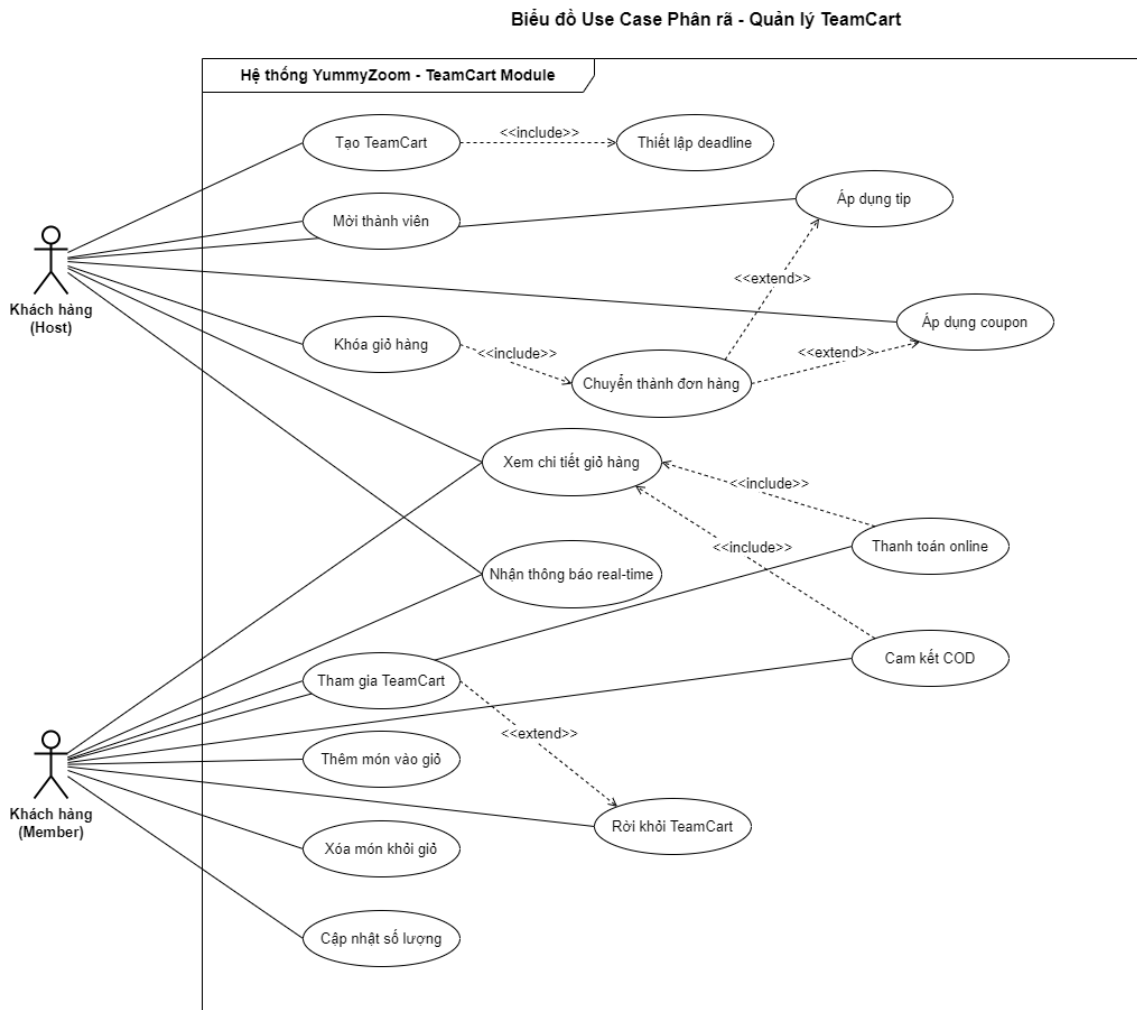 Biểu đồ Use Case Phân rã - Quản lý TeamCart
Hệ thống YummyZoom - TeamCart Module
Tạo TeamCart
<<include>>
Thiết lập deadline
Áp dụng tip
Mời thành viên
Khách hàng
(Host)
<<extend>>
Áp dụng coupon
Khóa giỏ hàng
<<include>>
<<extend>>
Chuyển thành đơn hàng
Xem chi tiết giỏ hàng
<<include>>
<<include>>
Thanh toán online
Nhận thông báo real-time
Cam kết COD
Tham gia TeamCart
<<extend>>
Thêm món vào giỏ
Khách hàng
(Member)
Rời khỏi TeamCart
Xóa món khỏi giỏ
Cập nhật số lượng